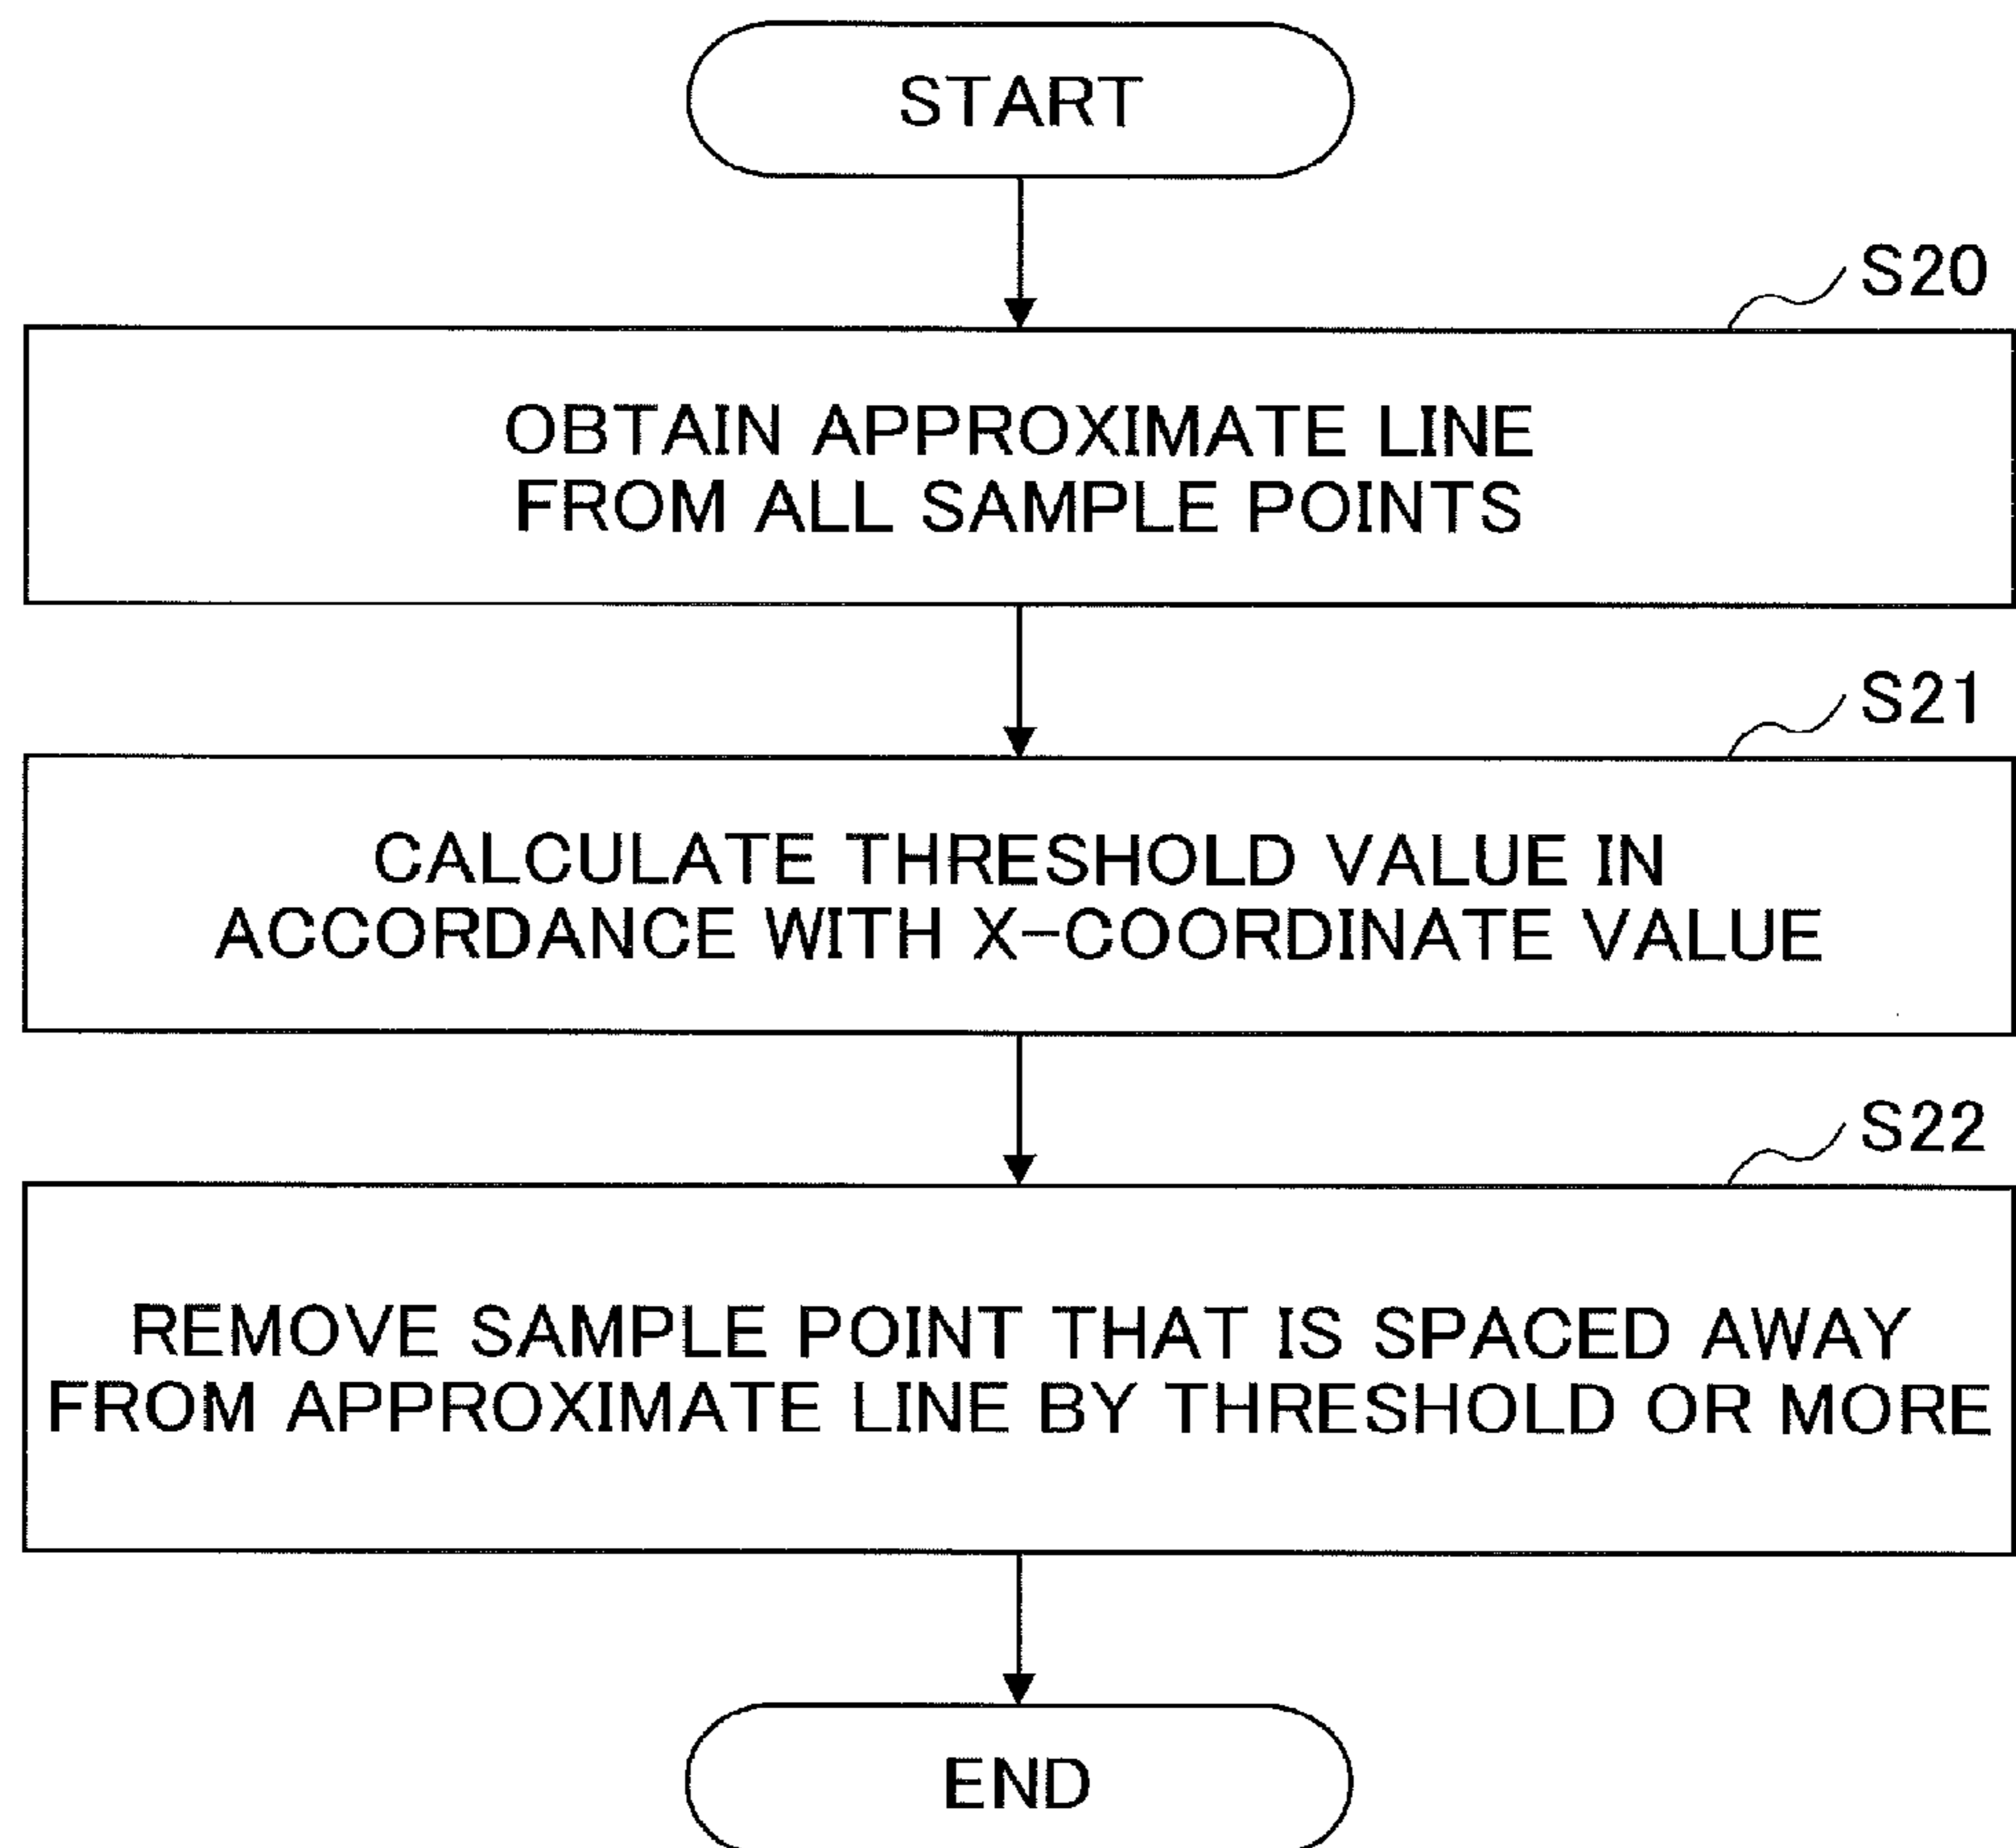 START
S20
OBTAIN APPROXIMATE LINE
FROM ALL SAMPLE POINTS
S21
CALCULATE THRESHOLD VALUE IN
ACCORDANCE WITH X-COORDINATE VALUE
S22
REMOVE SAMPLE POINT THAT IS SPACED AWAY
FROM APPROXIMATE LINE BY THRESHOLD OR MORE
END